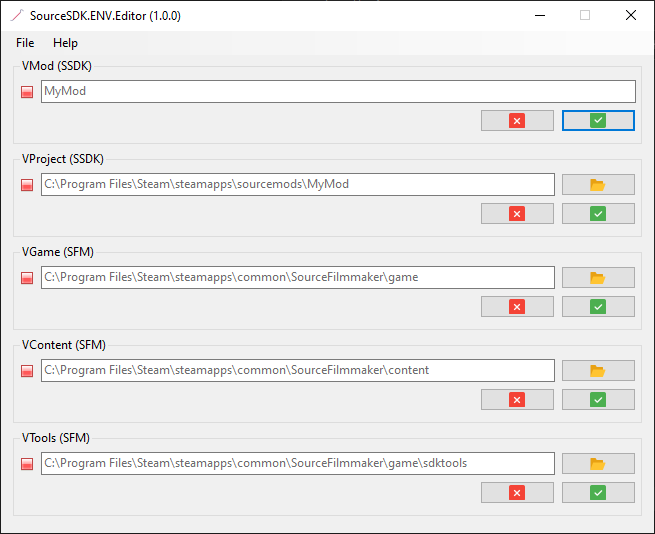 SourceSDK.ENV.Editor (1.0.0)
File Help
VMod (SSDK)
MyMod
VProject (SSDK)
C:\Program Files\Steam\steamapps\sourcemods\MyMod
VGame (SFM)
C:\Program Files\Steam\steamapps\common\SourceFilmmaker\game
VContent (SFM)
C:\Program Files\Steam\steamapps\common\SourceFilmmaker\content
VTools (SFM)
C:\Program Files\Steam\steamapps\common\SourceFilmmaker\game\sdktools